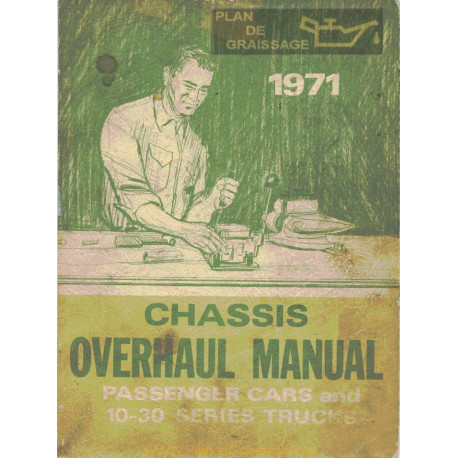 PLAN
DE
GRAISSAGE
1971
CHASSIS
OVERHAUL MANUAL
PASSENGER CARS and
10-30 SERIES TRUCKS